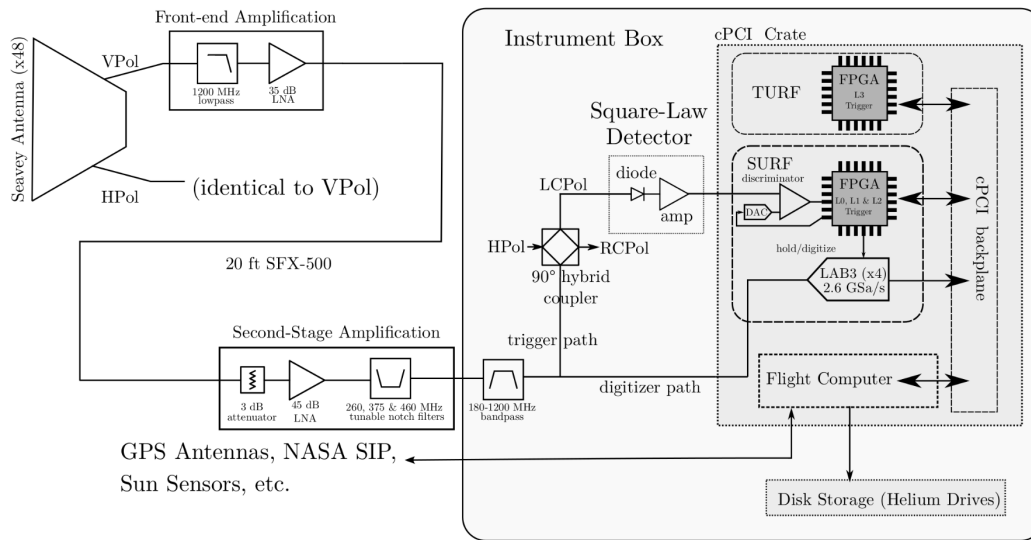 Front-end Amplification
Seavey Antenna (x48)
VPol
1200 MHz
lowpass
35 dB
LNA
HPol
(identical to VPol)
20 ft SFX-500
Second-Stage Amplification
3 dB
attenuator
45 dB
LNA
260, 375 & 460 MHz
tunable notch filters
180-1200 MHz
bandpass
GPS Antennas, NASA SIP,
Sun Sensors, etc.
Instrument Box
Square-Law
Detector
diode
amp
LCPol
HPol
RCPol
90° hybrid
coupler
trigger path
digitizer path
cPCI Crate
TURF
FPGA
L3
Trigger
SURF
discriminator
DAC
FPGA
L0, L1 & L2
Trigger
hold/digitize
LAB3 (x4)
2.6 GSa/s
cPCI backplane
Flight Computer
Disk Storage (Helium Drives)